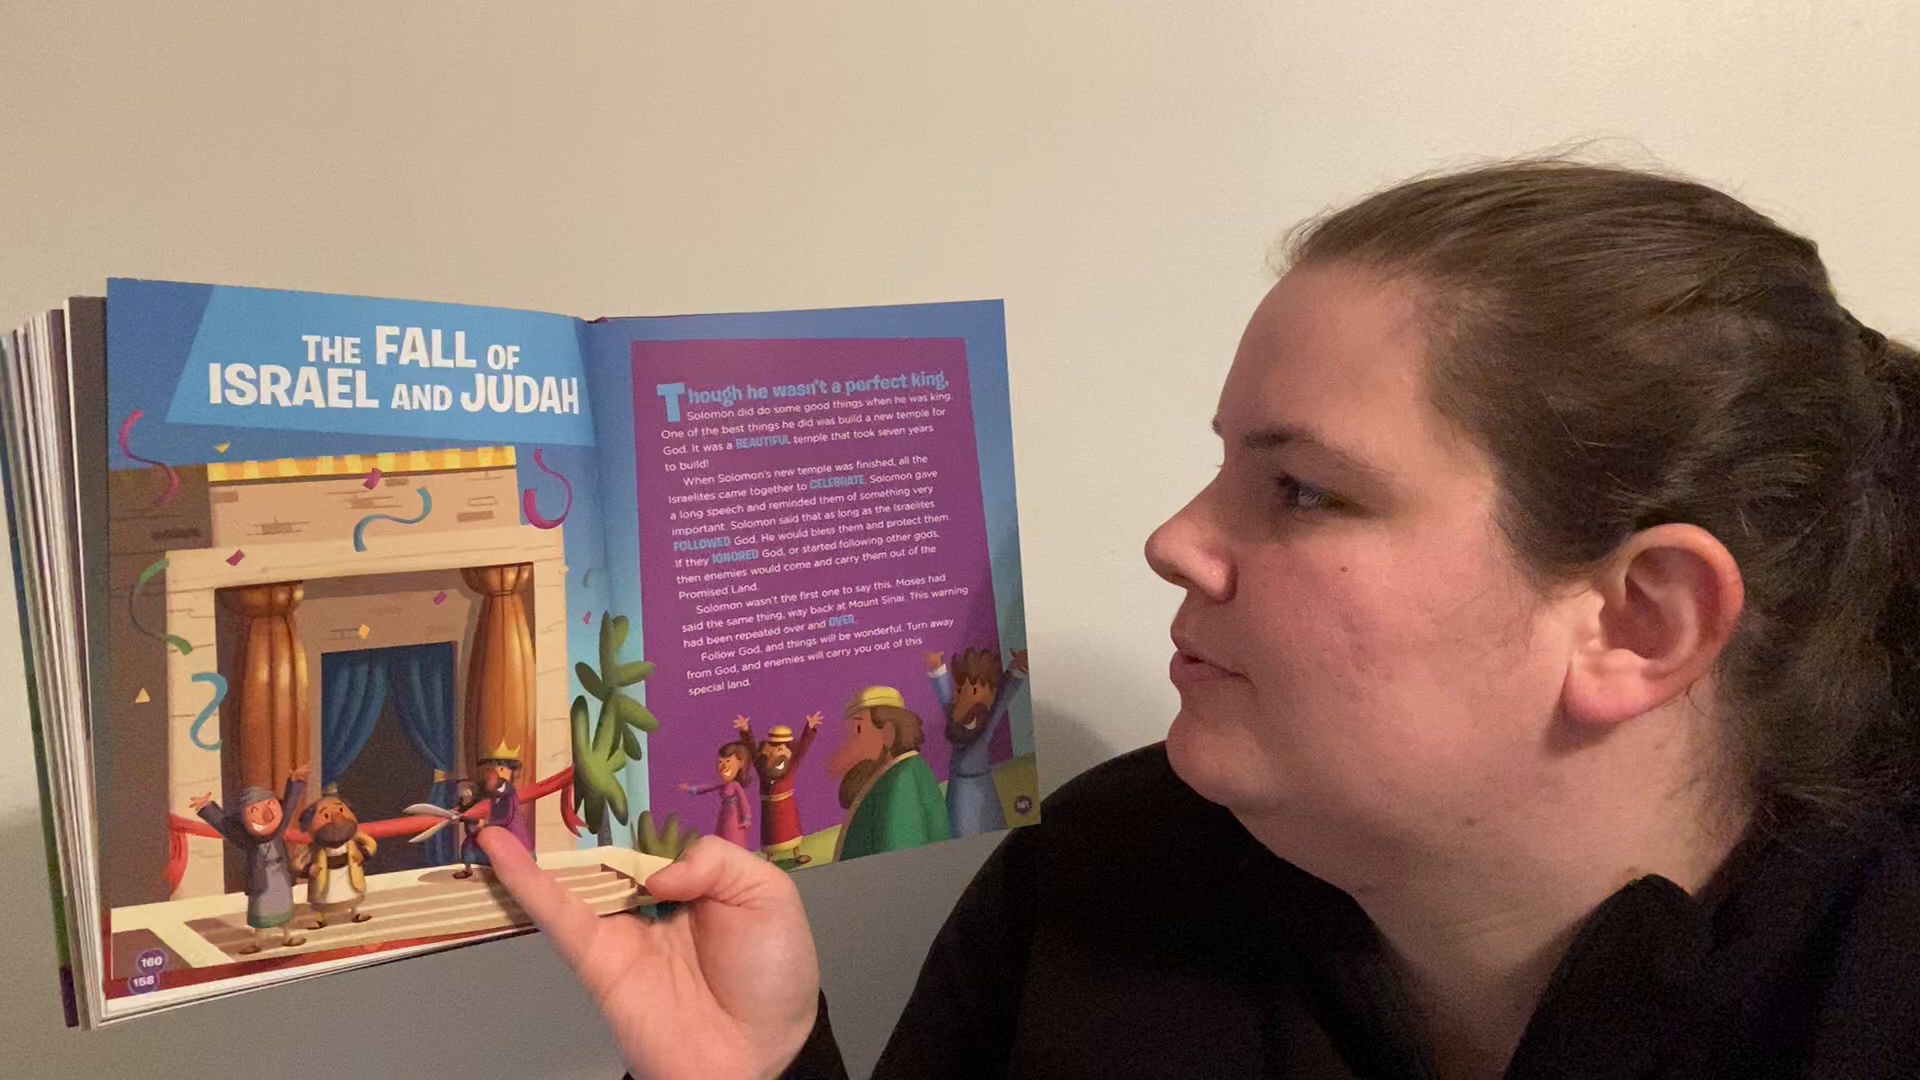 THE FALL OF
ISRAEL AND JUDAH
Though he wasn't a perfect king,
Solomon did do some good things when he was king.
One of the best things he did was build a new temple for
God. It was a BEAUTIFUL temple that took seven years
to build!
When Solomon's new temple was finished, all the
Israelites came together to CELEBRATE. Solomon gave
a long speech and reminded them of something very
important. Solomon said that as long as the Israelites
FOLLOWED God, He would bless them and protect them.
If they IGNORED God, or started following other gods,
then enemies would come and carry them out of the
Promised Land.
Solomon wasn't the first one to say this. Moses had
said the same thing, way back at Mount Sinai. This warning
had been repeated over and OVER.
Follow God, and things will be wonderful. Turn away
from God, and enemies will carry you out of this
special land.
160
158
161